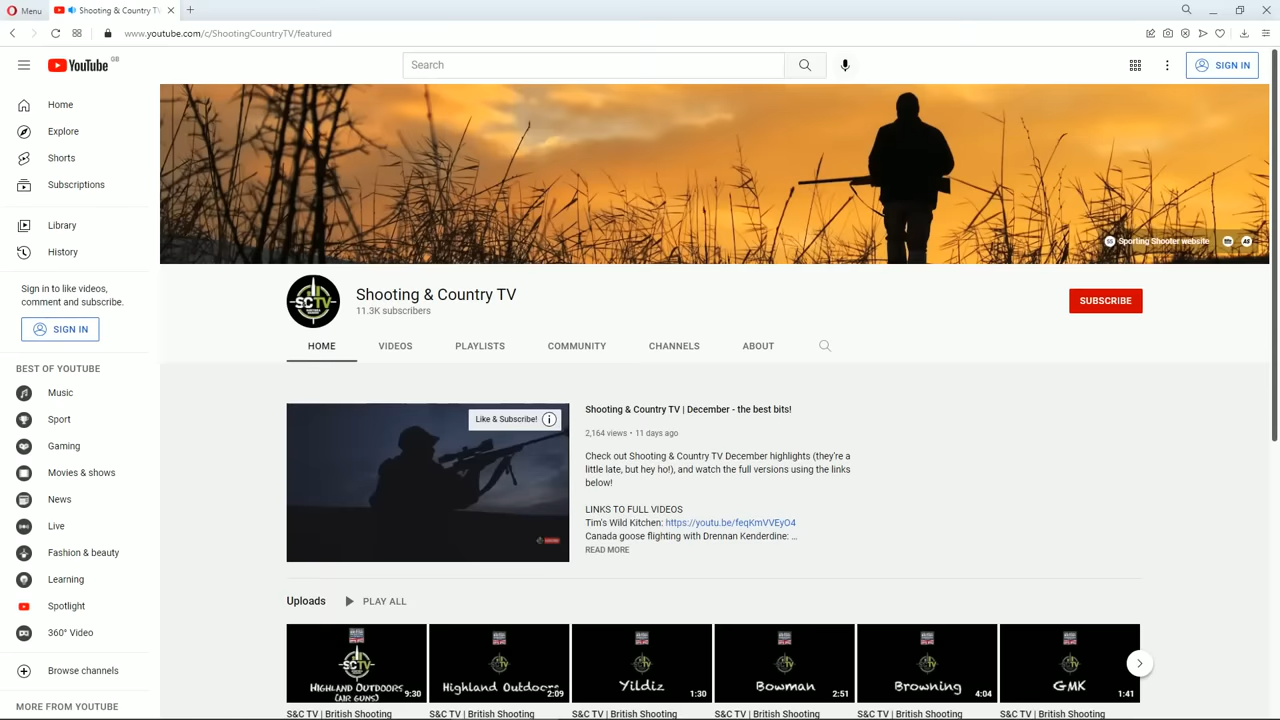 Menu
Shooting & Country TV
www.youtube.com/c/ShootingCountryTV/featured
YouTube GB
Search
SIGN IN
Home
Explore
Shorts
Subscriptions
Library
History
Sign in to like videos,
comment and subscribe.
SIGN IN
BEST OF YOUTUBE
Music
Sport
Gaming
Movies & shows
News
Live
Fashion & beauty
Learning
Spotlight
360° Video
Browse channels
MORE FROM YOUTUBE
Sporting Shooter website
SCTV
Shooting & Country TV
11.3K subscribers
SUBSCRIBE
HOME
VIDEOS
PLAYLISTS
COMMUNITY
CHANNELS
ABOUT
Like & Subscribe!
Shooting & Country TV | December - the best bits!
2,164 views • 11 days ago
Check out Shooting & Country TV December highlights (they're a
little late, but hey ho!), and watch the full versions using the links
below!
LINKS TO FULL VIDEOS
Tim's Wild Kitchen: https://youtu.be/feqKmVVEyO4
Canada goose flighting with Drennan Kenderdine: ...
READ MORE
Uploads
PLAY ALL
SCTV
HIGHLAND OUTDOORS
(AIR GUNS)
9:30
Highland Outdoors
2:09
Yildiz
1:30
Bowman
2:51
Browning
4:04
GMK
1:41
S&C TV | British Shooting
S&C TV | British Shooting
S&C TV | British Shooting
S&C TV | British Shooting
S&C TV | British Shooting
S&C TV | British Shooting